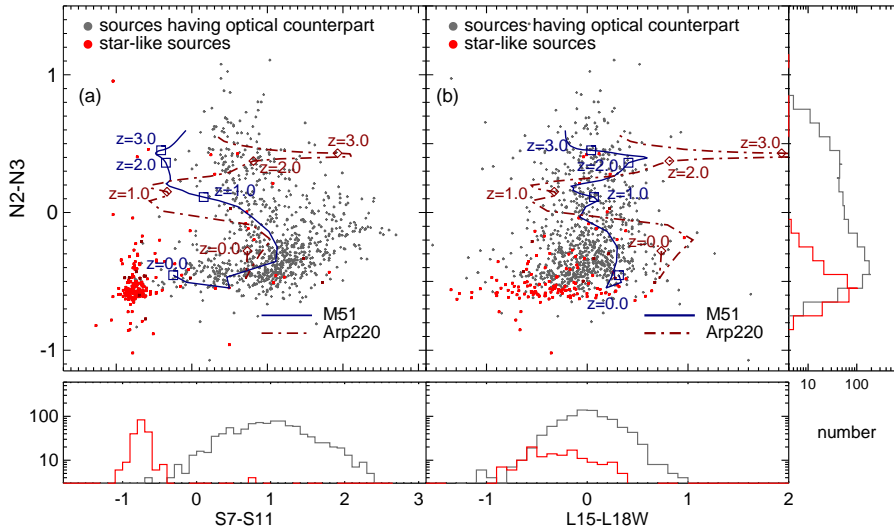 sources having optical counterpart
star-like sources
sources having optical counterpart
star-like sources
(a)
(b)
1
0
-1
N2-N3
z=3.0
z=2.0
z=1.0
z=0.0
z=3.0
z=2.0
z=1.0
z=0.0
M51
Arp220
z=3.0
z=2.0
z=1.0
z=0.0
z=3.0
z=2.0
z=1.0
z=0.0
M51
Arp220
10 100
number
100
10
-1 0 1 2 3
S7-S11
-1 0 1 2
L15-L18W